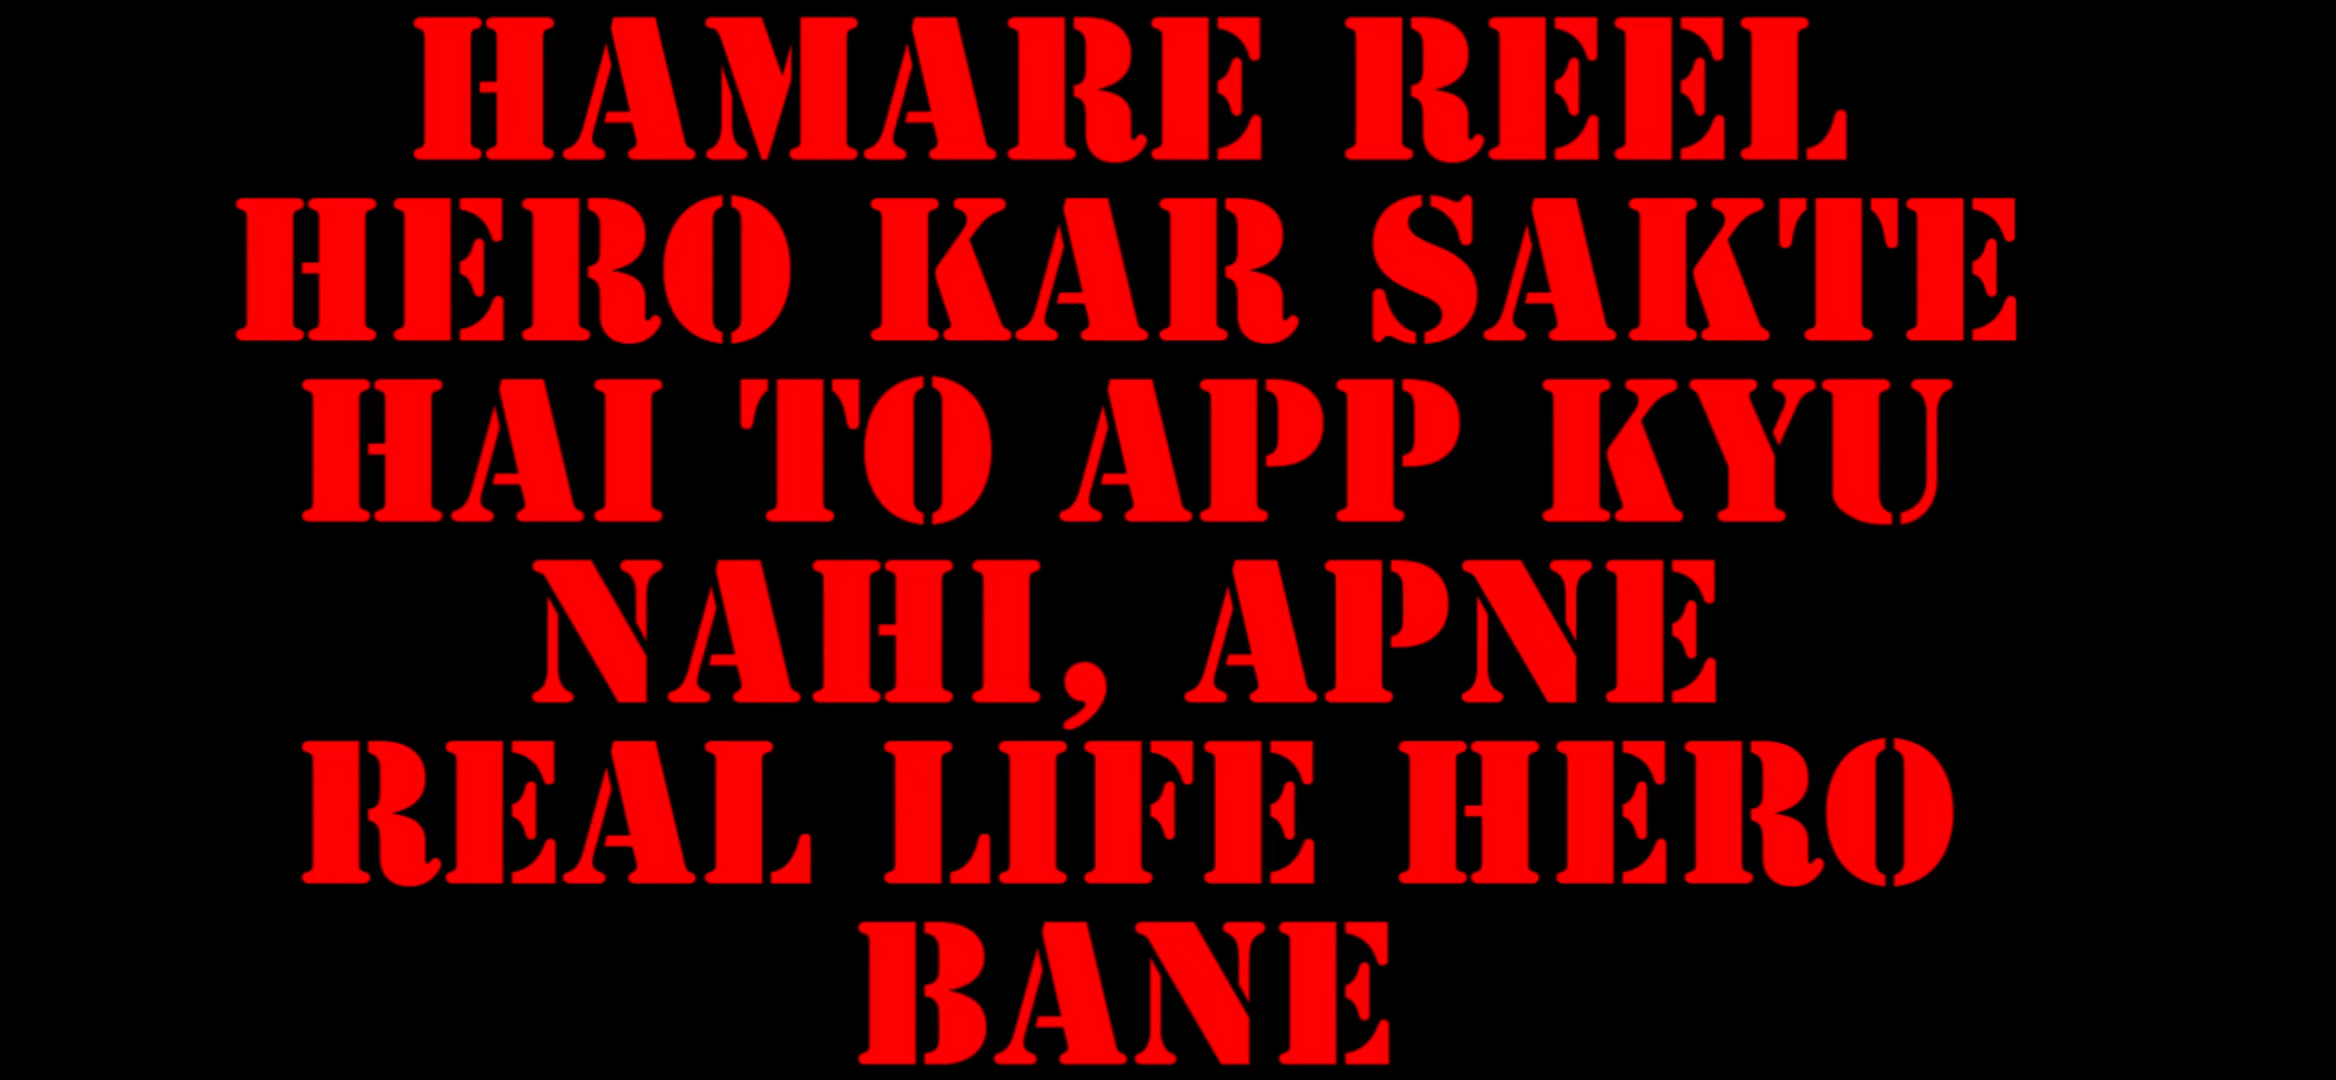 HAMARE REEL
HERO KAR SAKTE
HAI TO APP KYU
NAHI, APNE
REAL LIFE HERO
BANE